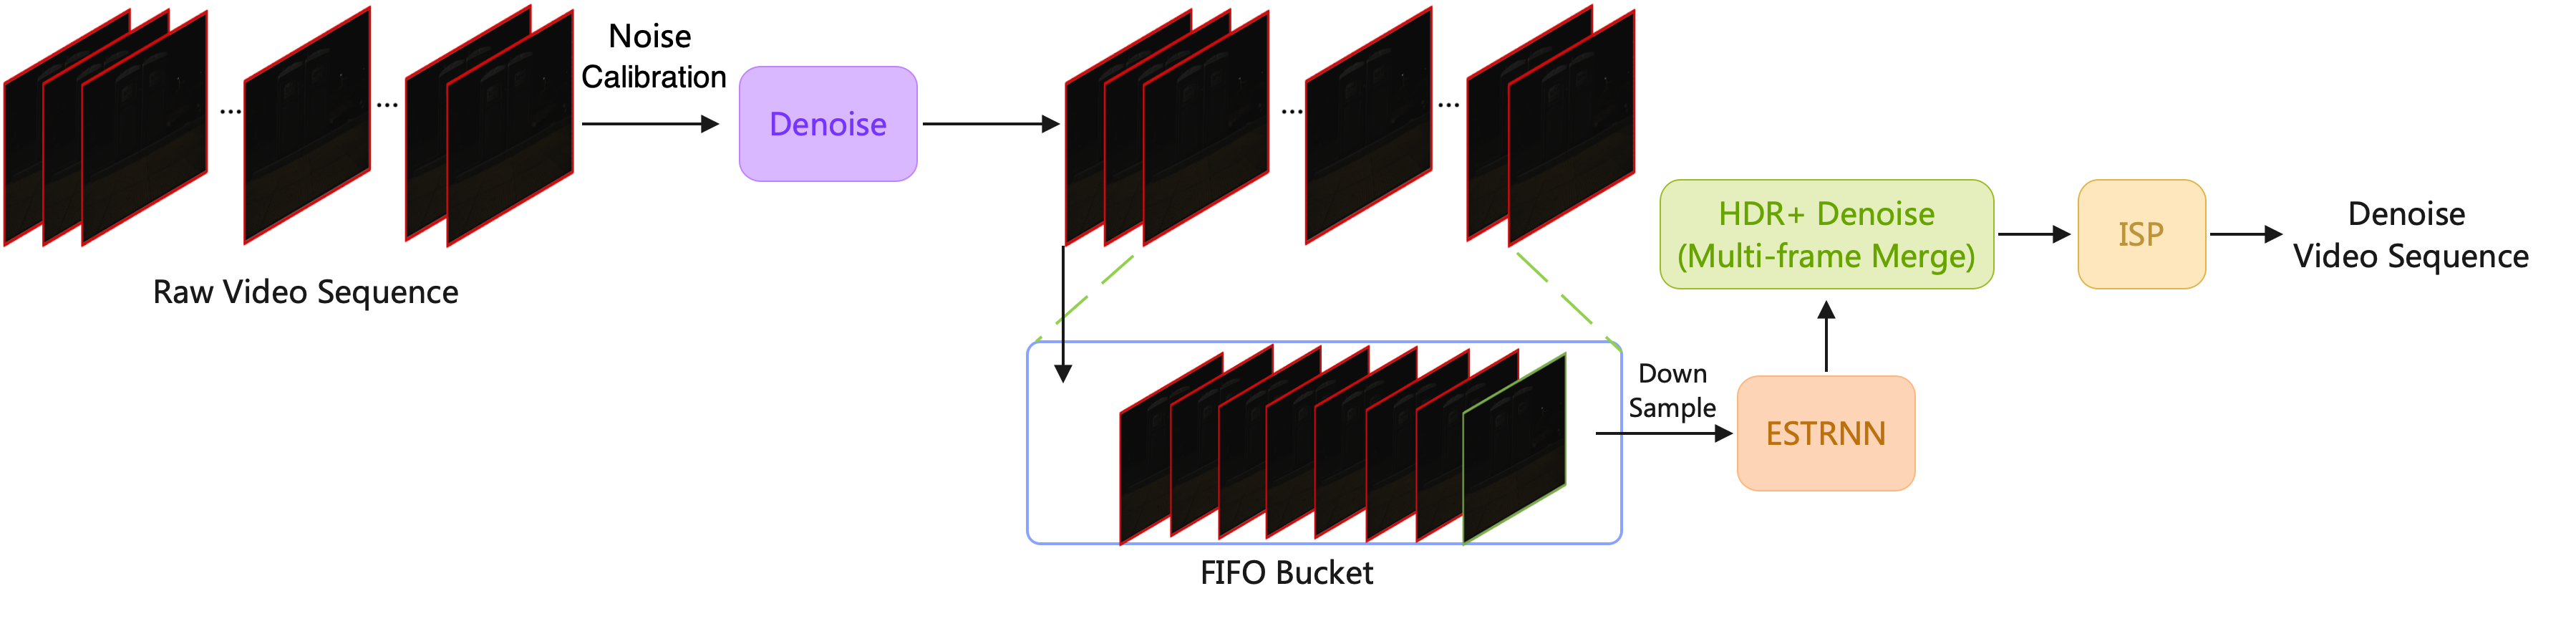 Noise
Calibration
Denoise
...
...
...
...
Raw Video Sequence
HDR+ Denoise
(Multi-frame Merge)
ISP
Denoise
Video Sequence
Down
Sample
ESTRNN
FIFO Bucket